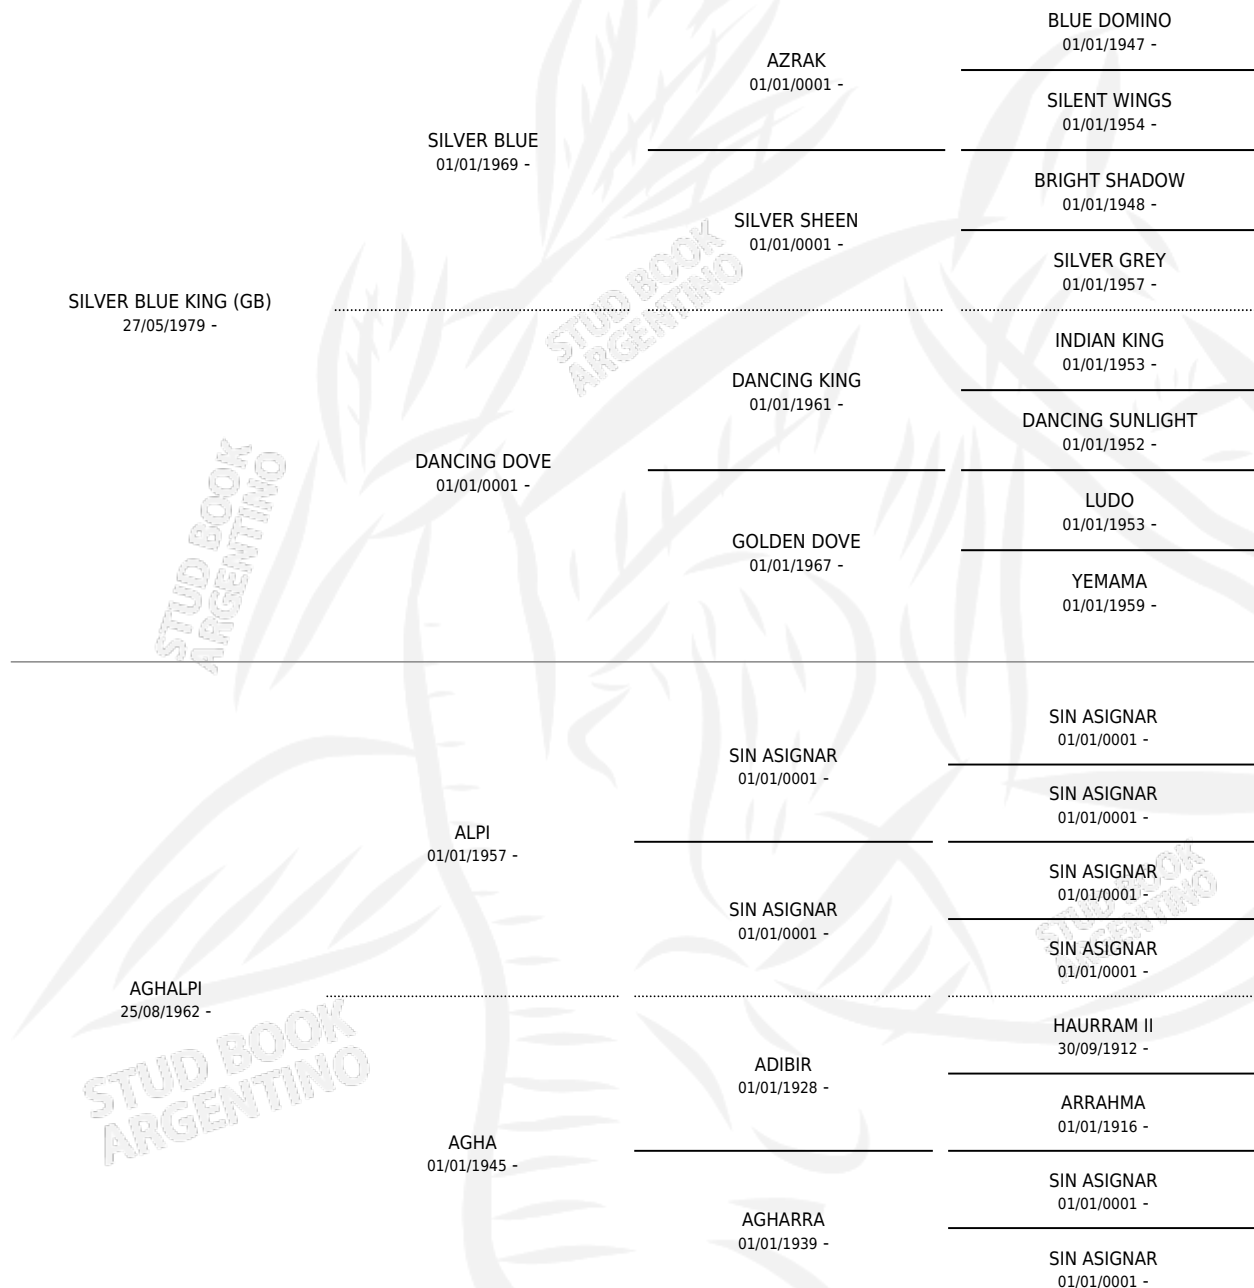 BLUE DOMINO
01/01/1947 -
AZRAK
01/01/0001 -
SILENT WINGS
01/01/1954 -
SILVER BLUE
01/01/1969 -
BRIGHT SHADOW
01/01/1948 -
SILVER SHEEN
01/01/0001 -
SILVER GREY
01/01/1957 -
SILVER BLUE KING (GB)
27/05/1979 -
INDIAN KING
01/01/1953 -
DANCING KING
01/01/1961 -
DANCING SUNLIGHT
01/01/1952 -
DANCING DOVE
01/01/0001 -
LUDO
01/01/1953 -
GOLDEN DOVE
01/01/1967 -
YEMAMA
01/01/1959 -
SIN ASIGNAR
01/01/0001 -
SIN ASIGNAR
01/01/0001 -
SIN ASIGNAR
01/01/0001 -
ALPI
01/01/1957 -
SIN ASIGNAR
01/01/0001 -
SIN ASIGNAR
01/01/0001 -
SIN ASIGNAR
01/01/0001 -
AGHALPI
25/08/1962 -
HAURRAM II
30/09/1912 -
ADIBIR
01/01/1928 -
ARRAHMA
01/01/1916 -
AGHA
01/01/1945 -
SIN ASIGNAR
01/01/0001 -
AGHARRA
01/01/1939 -
SIN ASIGNAR
01/01/0001 -
STUD BOOK
ARGENTINO
STUD BOOK
ARGENTINO
STUD BOOK
ARGENTINO
STUD BOOK
ARGENTINO